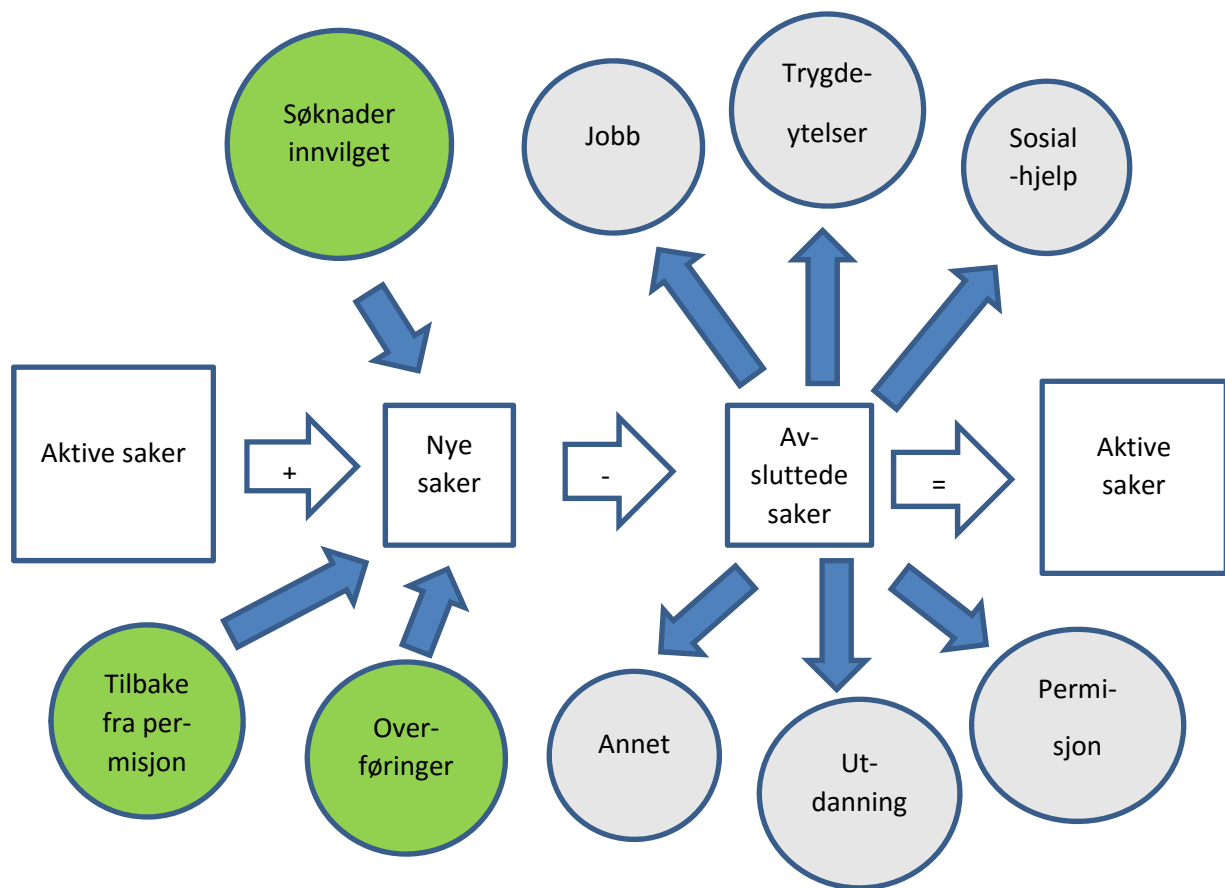 Søknader
innvilget
Jobb
Trygde-
ytelser
Sosial
-hjelp
Aktive saker
+
Nye
saker
-
Av-
sluttede
saker
=
Aktive
saker
Tilbake
fra per-
misjon
Over-
føringer
Annet
Ut-
danning
Permi-
sjon